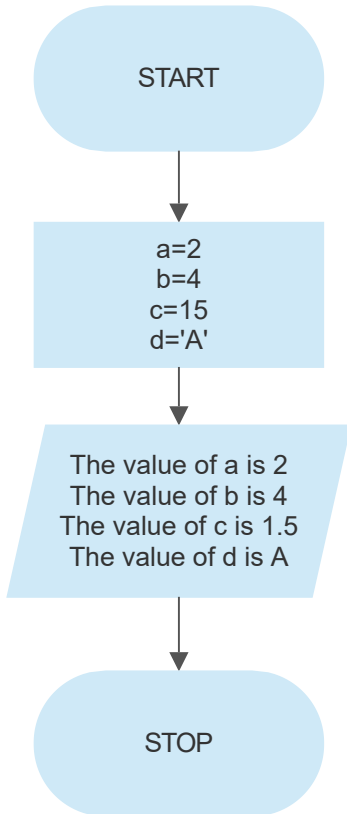 START
a=2
b=4
c=15
d='A'
The value of a is 2
The value of b is 4
The value of c is 1.5
The value of d is A
STOP